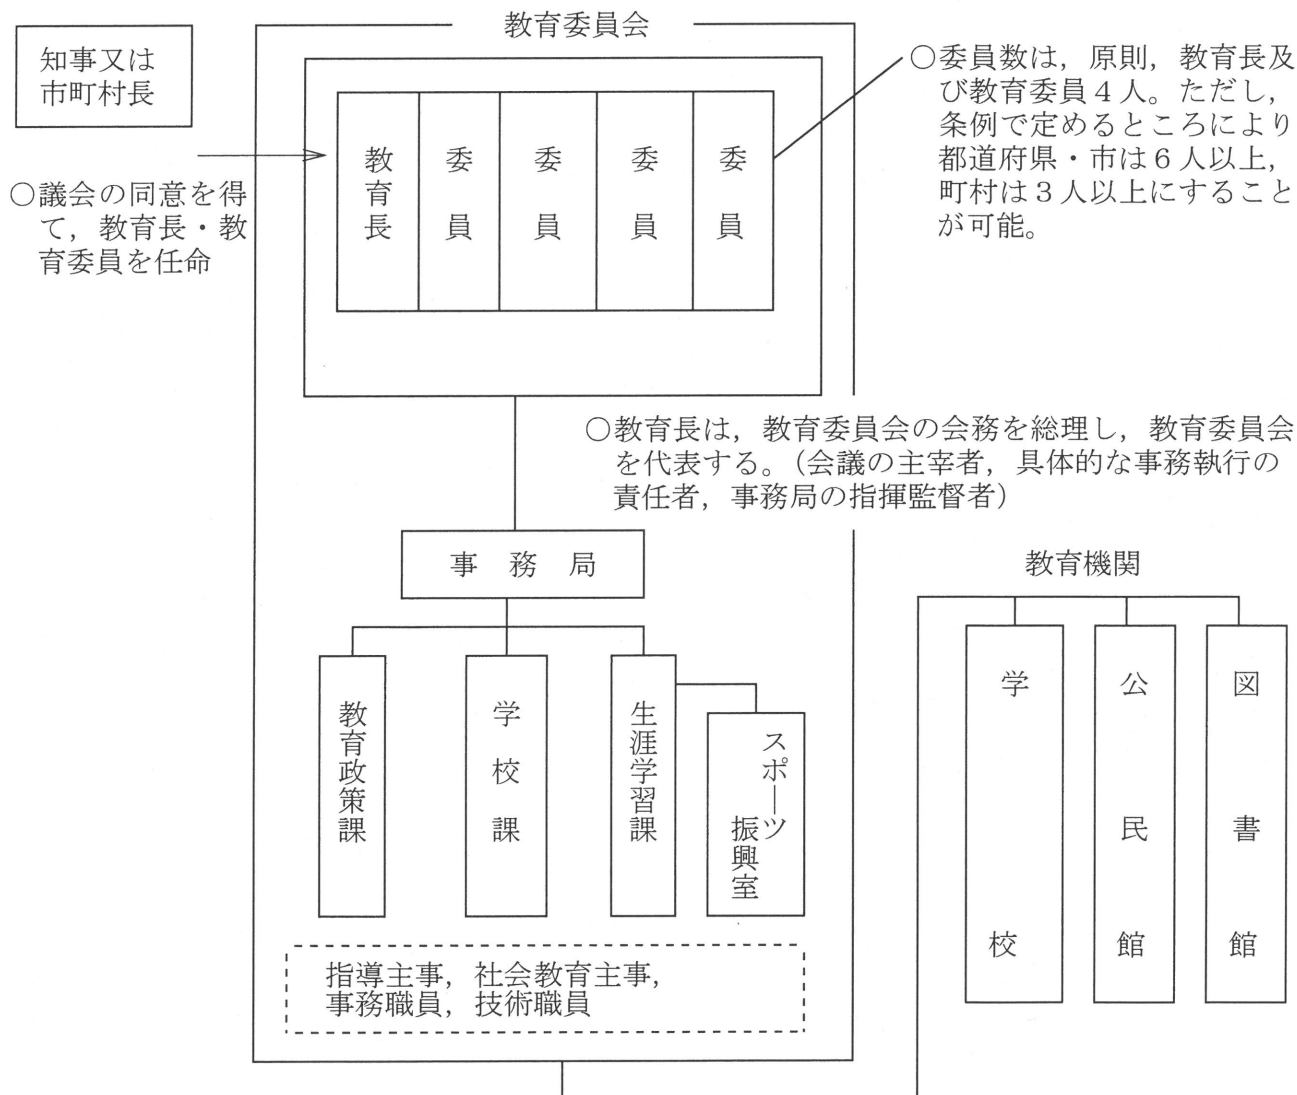 教育委員会
知事又は
市町村長
○議会の同意を得
て，教育長・教
育委員を任命
教育長
委員
委員
委員
委員
○委員数は，原則，教育長及
び教育委員４人。ただし，
条例で定めるところにより
都道府県・市は６人以上，
町村は３人以上にすること
が可能。
○教育長は，教育委員会の会務を総理し，教育委員会
を代表する。（会議の主宰者，具体的な事務執行の
責任者，事務局の指揮監督者）
事務局
教育政策課
学校課
生涯学習課
スポーツ
振興室
指導主事，社会教育主事，
事務職員，技術職員
教育機関
学校
公民館
図書館